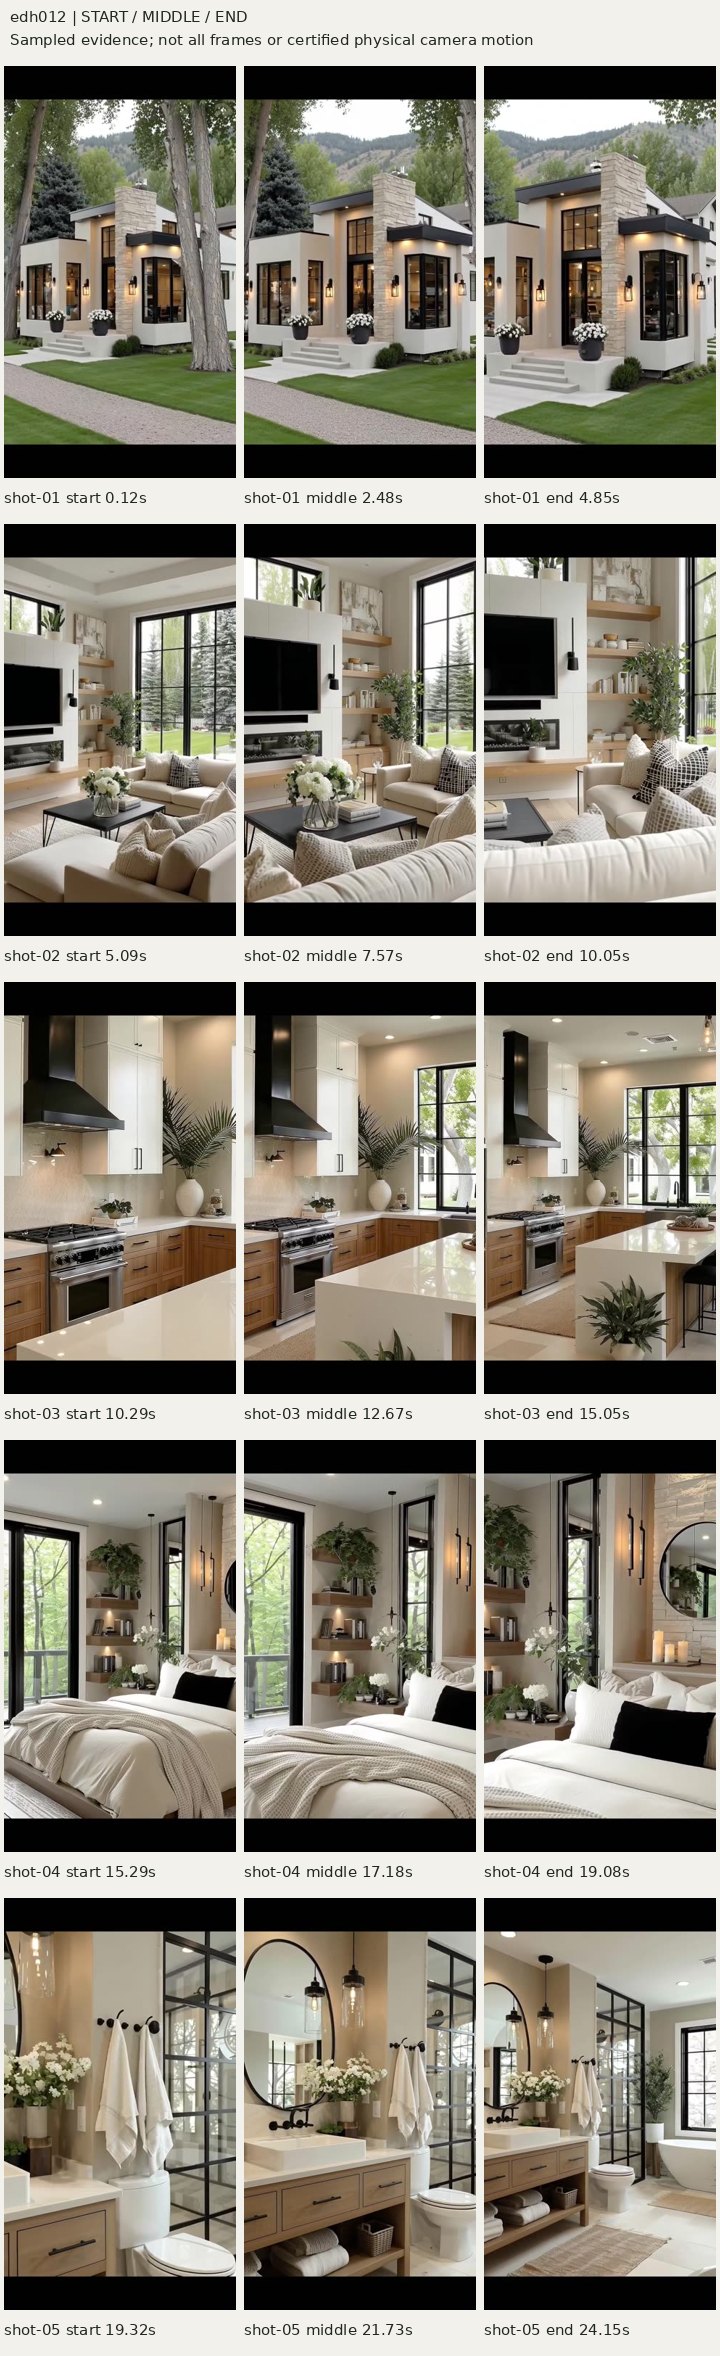 edh012 | START / MIDDLE / END
Sampled evidence; not all frames or certified physical camera motion
shot-01 start 0.12s
shot-01 middle 2.48s
shot-01 end 4.85s
shot-02 start 5.09s
shot-02 middle 7.57s
shot-02 end 10.05s
shot-03 start 10.29s
shot-03 middle 12.67s
shot-03 end 15.05s
shot-04 start 15.29s
shot-04 middle 17.18s
shot-04 end 19.08s
shot-05 start 19.32s
shot-05 middle 21.73s
shot-05 end 24.15s